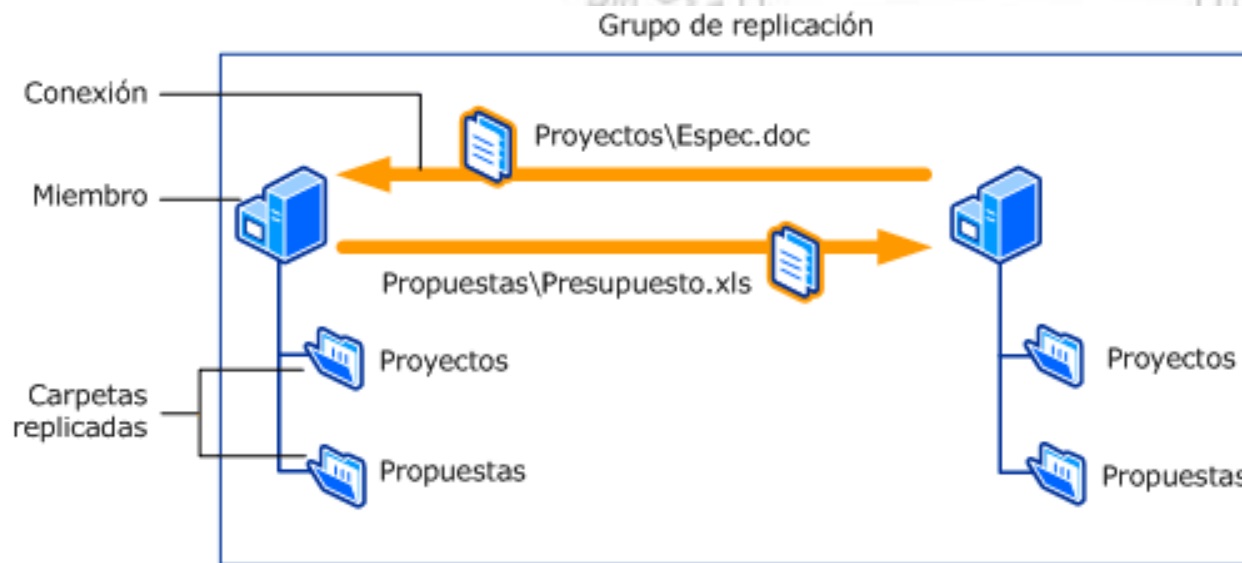 Grupo de replicación
Conexión
Proyectos\Espec.doc
Miembro
Propuestas\Presupuesto.xls
Proyectos
Proyectos
Carpetas
replicadas
Propuestas
Propuestas